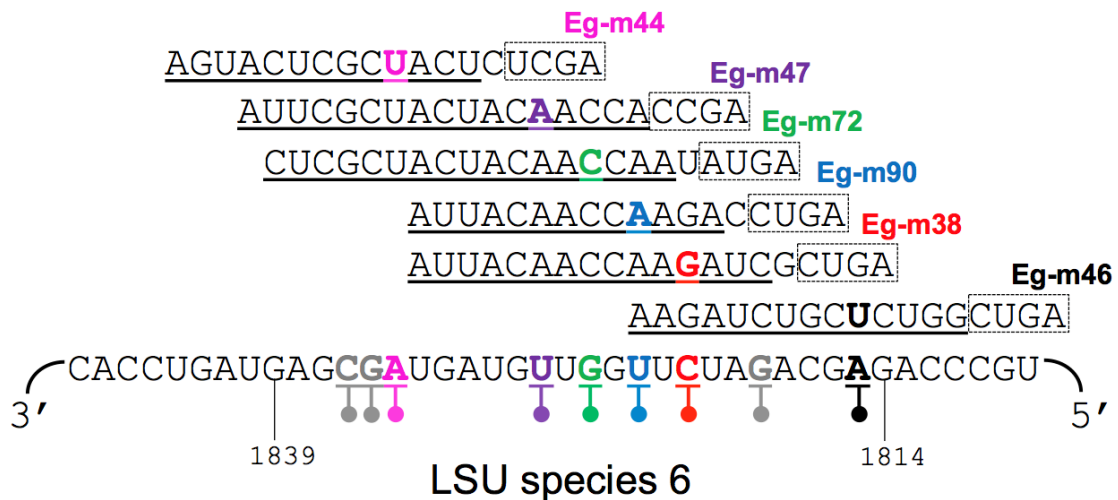 Eg-m44
AGUACUCGCUACUCUCGA
Eg-m47
AUUCGCUACUACAACCACCGA
Eg-m72
CUCGCUACUACAACCAAUAUGA
Eg-m90
AUUACAACCAAGACCUGA
Eg-m38
AUUACAACCAAGAUCGCUGA
Eg-m46
AAGAUCUGCUCUGGCUGA
CACCUGAUGAGCGAUGAUGUUGGUUCUAGACGAGACCCGU
3′ 5′
1839 1814
LSU species 6